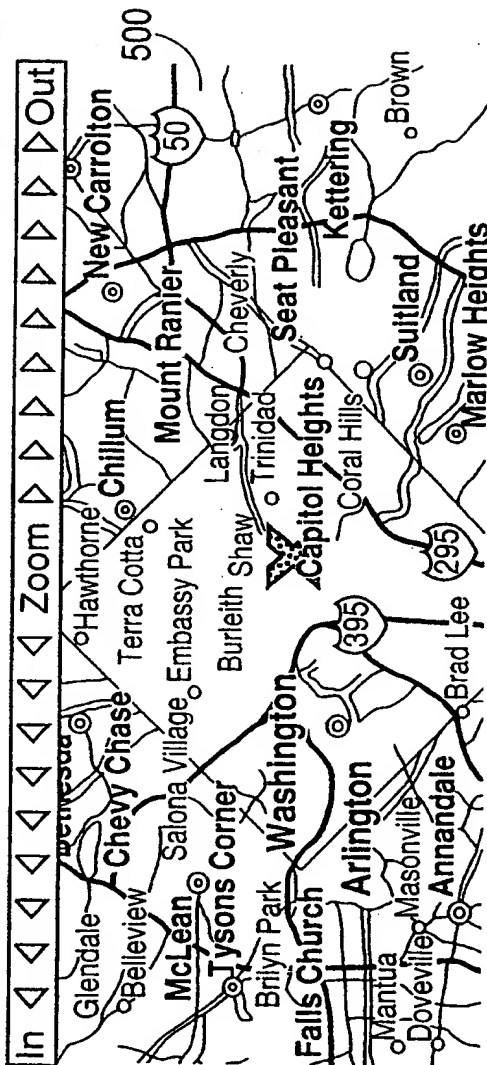 In Zoom Out
500
Bethesda
Hawthorne
Chillum
New Carrolton
Glendale
Chevy Chase
Terra Cotta
Belleview
Salona Village
Embassy Park
Mount Ranier
50
McLean
Tysons Corner
Burleith
Shaw
Langdon
Cheverly
Brilyn Park
Washington
Trinidad
Seat Pleasant
Falls Church
Capitol Heights
Kettering
Arlington
395
Coral Hills
Suitland
Brown
Mantua
Masonville
Doveville
Annandale
Brad Lee
295
Marlow Heights